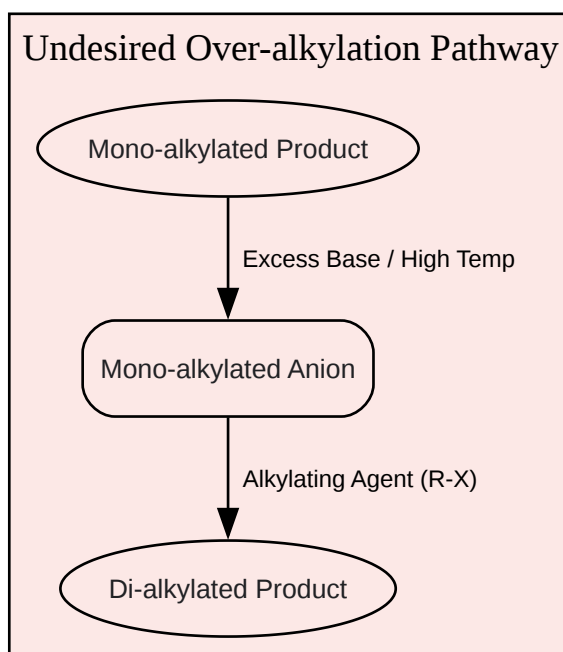 Undesired Over-alkylation Pathway
Mono-alkylated Product
Excess Base / High Temp
Mono-alkylated Anion
Alkylating Agent (R-X)
Di-alkylated Product